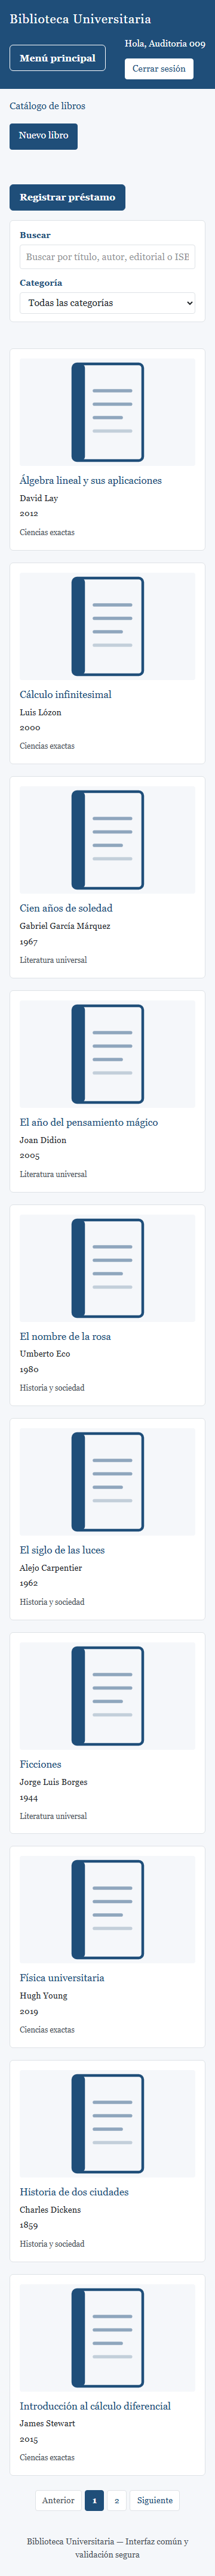 Biblioteca Universitaria
Menú principal
Hola, Auditoria 009
Cerrar sesión
Catálogo de libros
Nuevo libro
Registrar préstamo
Buscar
Buscar por título, autor, editorial o ISB
Categoría
Todas las categorías
Álgebra lineal y sus aplicaciones
David Lay
2012
Ciencias exactas
Cálculo infinitesimal
Luis Lózon
2000
Ciencias exactas
Cien años de soledad
Gabriel García Márquez
1967
Literatura universal
El año del pensamiento mágico
Joan Didion
2005
Literatura universal
El nombre de la rosa
Umberto Eco
1980
Historia y sociedad
El siglo de las luces
Alejo Carpentier
1962
Historia y sociedad
Ficciones
Jorge Luis Borges
1944
Literatura universal
Física universitaria
Hugh Young
2019
Ciencias exactas
Historia de dos ciudades
Charles Dickens
1859
Historia y sociedad
Introducción al cálculo diferencial
James Stewart
2015
Ciencias exactas
Anterior 1 2 Siguiente
Biblioteca Universitaria — Interfaz común y
validación segura